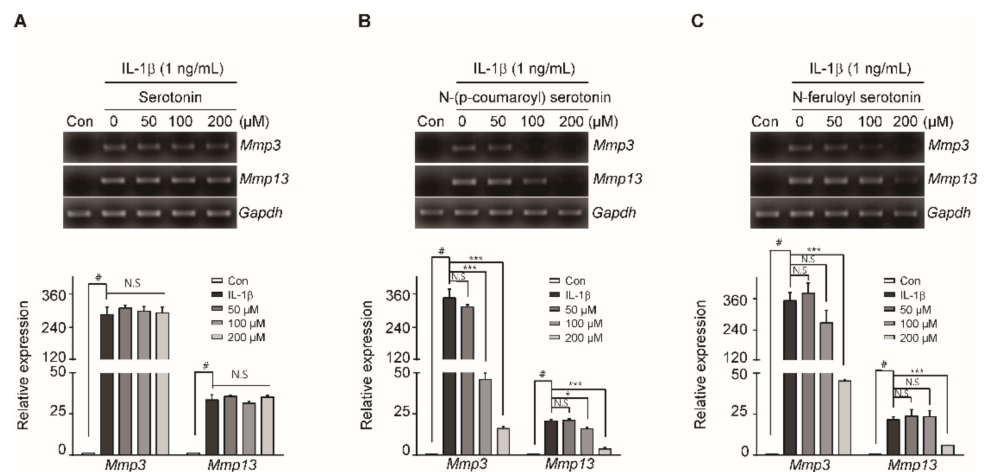 A
IL-1β (1 ng/mL)
Serotonin
Con 0 50 100 200 (μM)
Mmp3
Mmp13
Gapdh
# N.S
# N.S
Con
IL-1β
50 μM
100 μM
200 μM
360
240
120
50
25
0
Relative expression
Mmp3 Mmp13
B
IL-1β (1 ng/mL)
N-(p-coumaroyl) serotonin
Con 0 50 100 200 (μM)
Mmp3
Mmp13
Gapdh
#
***
***
N.S
#
***
*
N.S
Con
IL-1β
50 μM
100 μM
200 μM
360
240
120
50
25
0
Relative expression
Mmp3 Mmp13
C
IL-1β (1 ng/mL)
N-feruloyl serotonin
Con 0 50 100 200 (μM)
Mmp3
Mmp13
Gapdh
#
***
N.S
N.S
#
***
N.S
N.S
Con
IL-1β
50 μM
100 μM
200 μM
360
240
120
50
25
0
Relative expression
Mmp3 Mmp13